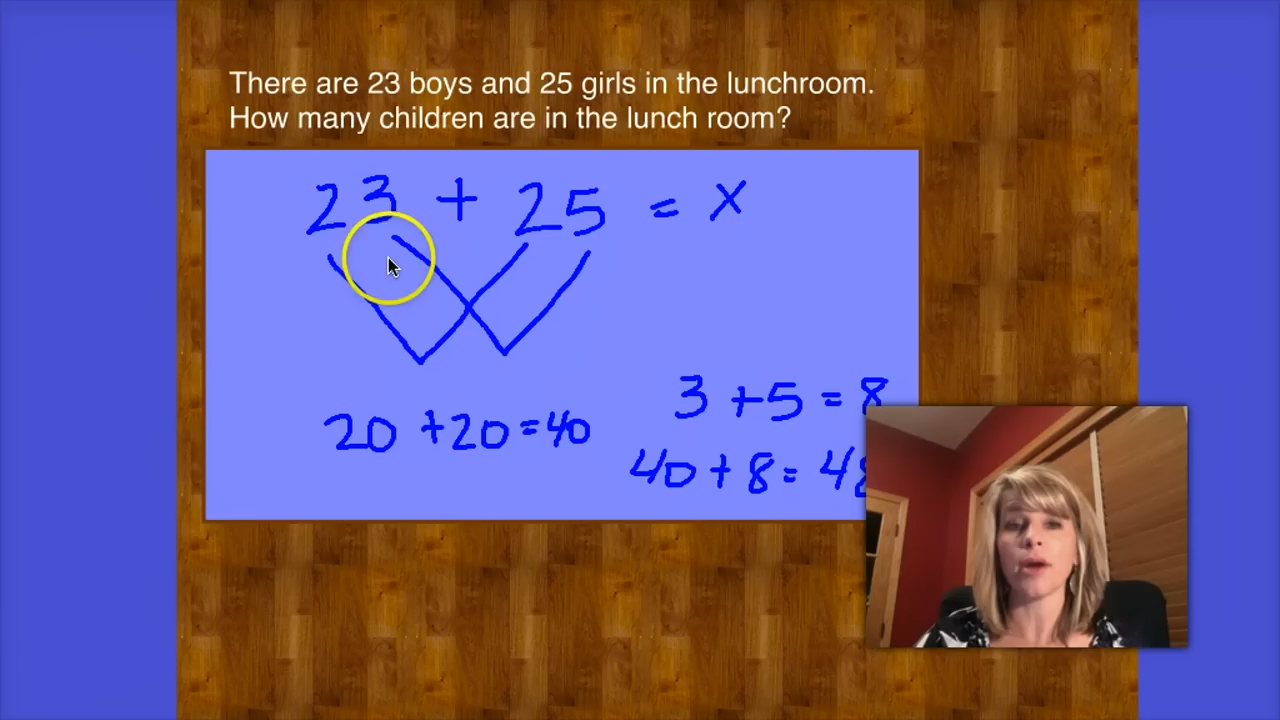 There are 23 boys and 25 girls in the lunchroom.
How many children are in the lunch room?
23 + 25 = x
3 + 5 = 8
20 + 20 = 40
40 + 8 = 48